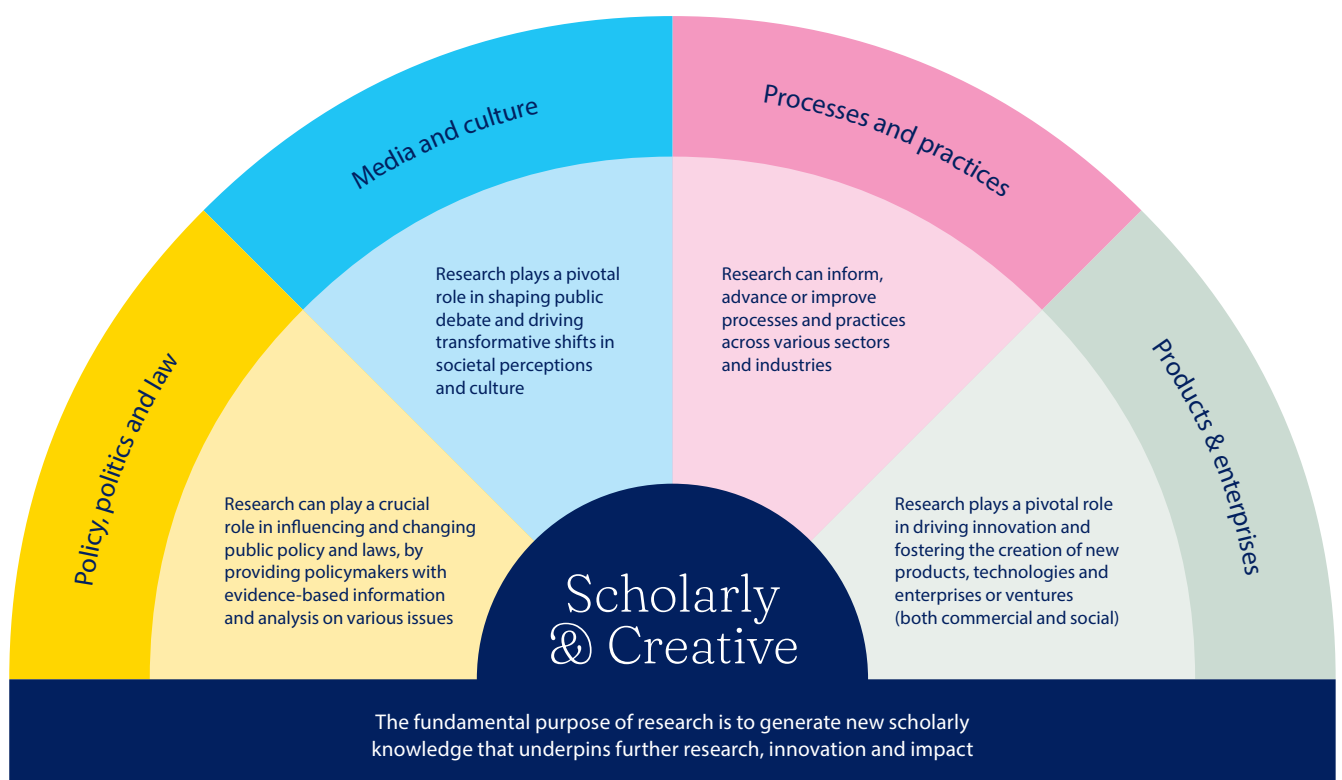 Policy, politics and law
Research can play a crucial
role in influencing and changing
public policy and laws, by
providing policymakers with
evidence-based information
and analysis on various issues
Media and culture
Research plays a pivotal
role in shaping public
debate and driving
transformative shifts in
societal perceptions
and culture
Processes and practices
Research can inform,
advance or improve
processes and practices
across various sectors
and industries
Products & enterprises
Research plays a pivotal role
in driving innovation and
fostering the creation of new
products, technologies and
enterprises or ventures
(both commercial and social)
Scholarly
& Creative
The fundamental purpose of research is to generate new scholarly
knowledge that underpins further research, innovation and impact